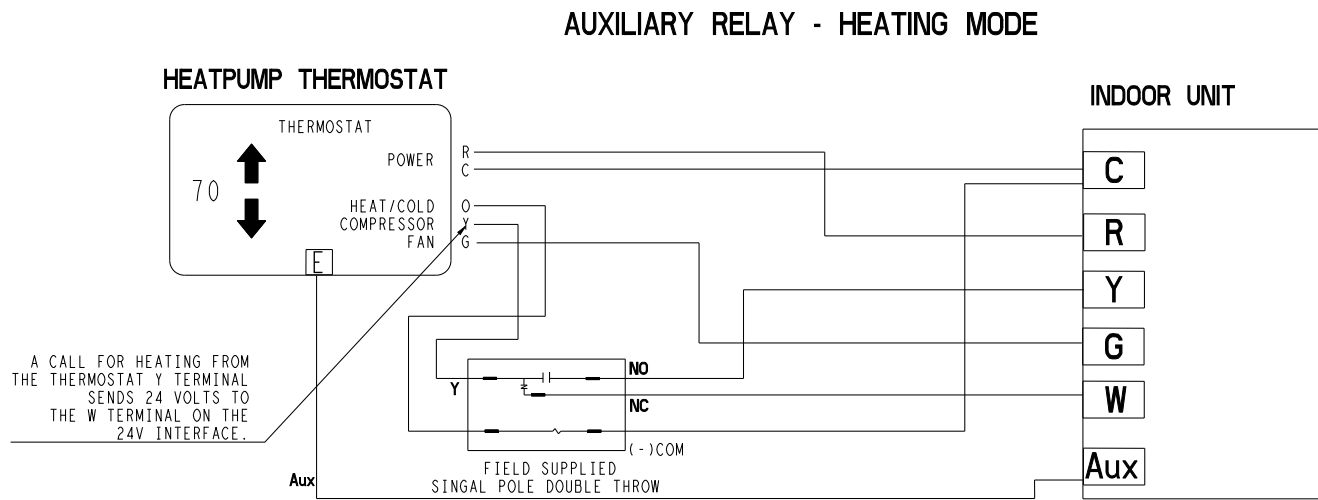 AUXILIARY RELAY - HEATING MODE
HEATPUMP THERMOSTAT
INDOOR UNIT
THERMOSTAT
70
POWER
R
C
HEAT/COLD
O
COMPRESSOR
Y
FAN
G
E
C
R
Y
G
W
Aux
A CALL FOR HEATING FROM
THE THERMOSTAT Y TERMINAL
SENDS 24 VOLTS TO
THE W TERMINAL ON THE
24V INTERFACE.
Y
NO
NC
(-)COM
FIELD SUPPLIED
SINGAL POLE DOUBLE THROW
Aux